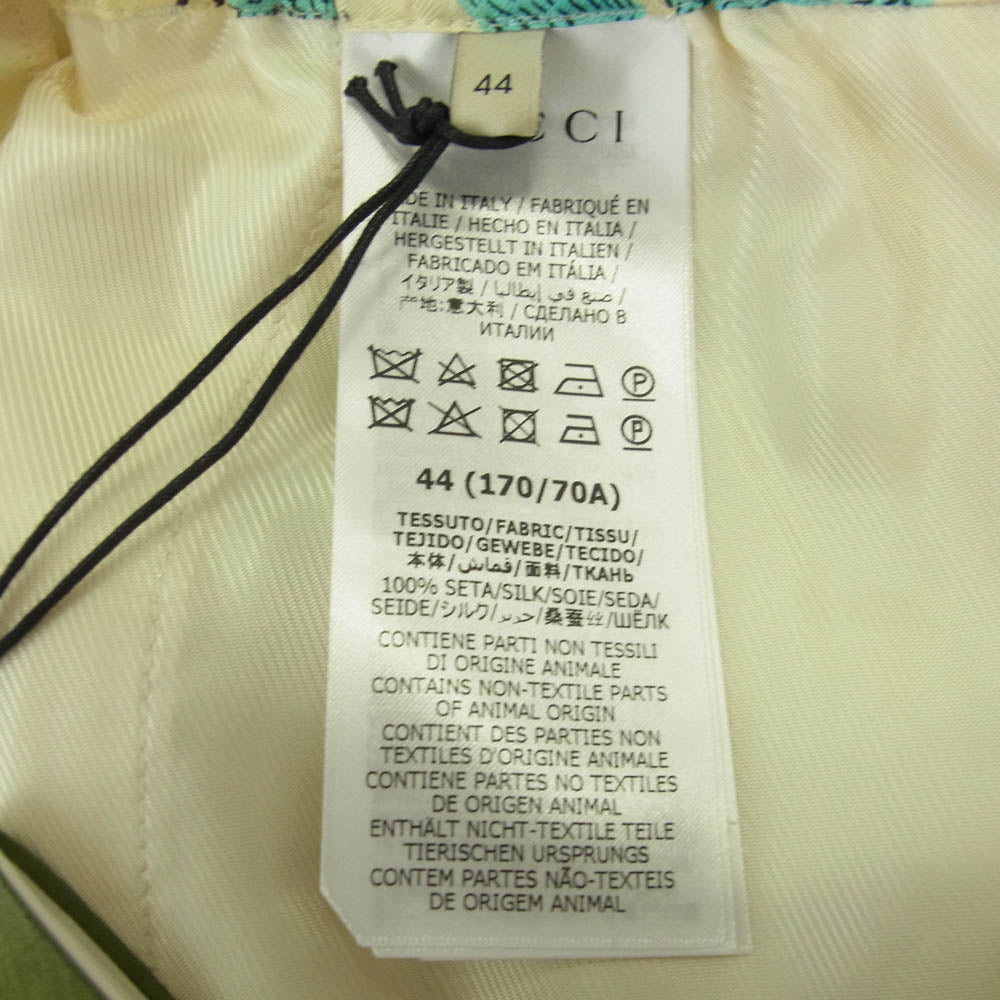 44
ECCI
DE IN ITALY / FABRIQUÉ EN
ITALIE / HECHO EN ITALIA /
HERGESTELLT IN ITALIEN /
FABRICADO EM ITÁLIA /
イタリア製 / صنع في إيطاليا /
产地:意大利 / СДЕЛАНО В
ИТАЛИИ
P
P
44 (170/70A)
TESSUTO/FABRIC/TISSU/
TEJIDO/GEWEBE/TECIDO/
本体/قماش/面料/ТКАНЬ
100% SETA/SILK/SOIE/SEDA/
SEIDE/シルク/حرير/桑蚕丝/ШЁЛК
CONTIENE PARTI NON TESSILI
DI ORIGINE ANIMALE
CONTAINS NON-TEXTILE PARTS
OF ANIMAL ORIGIN
CONTIENT DES PARTIES NON
TEXTILES D'ORIGINE ANIMALE
CONTIENE PARTES NO TEXTILES
DE ORIGEN ANIMAL
ENTHÄLT NICHT-TEXTILE TEILE
TIERISCHEN URSPRUNGS
CONTEM PARTES NÃO-TEXTEIS
DE ORIGEM ANIMAL